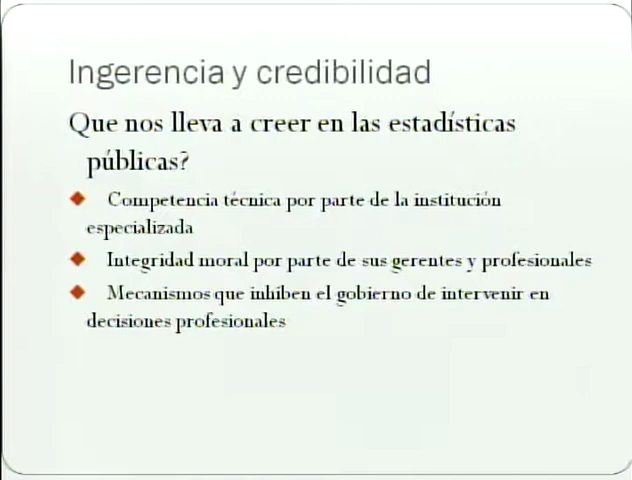 Ingerencia y credibilidad
Que nos lleva a creer en las estadísticas
públicas?
Competencia técnica por parte de la institución
especializada
Integridad moral por parte de sus gerentes y profesionales
Mecanismos que inhiben el gobierno de intervenir en
decisiones profesionales